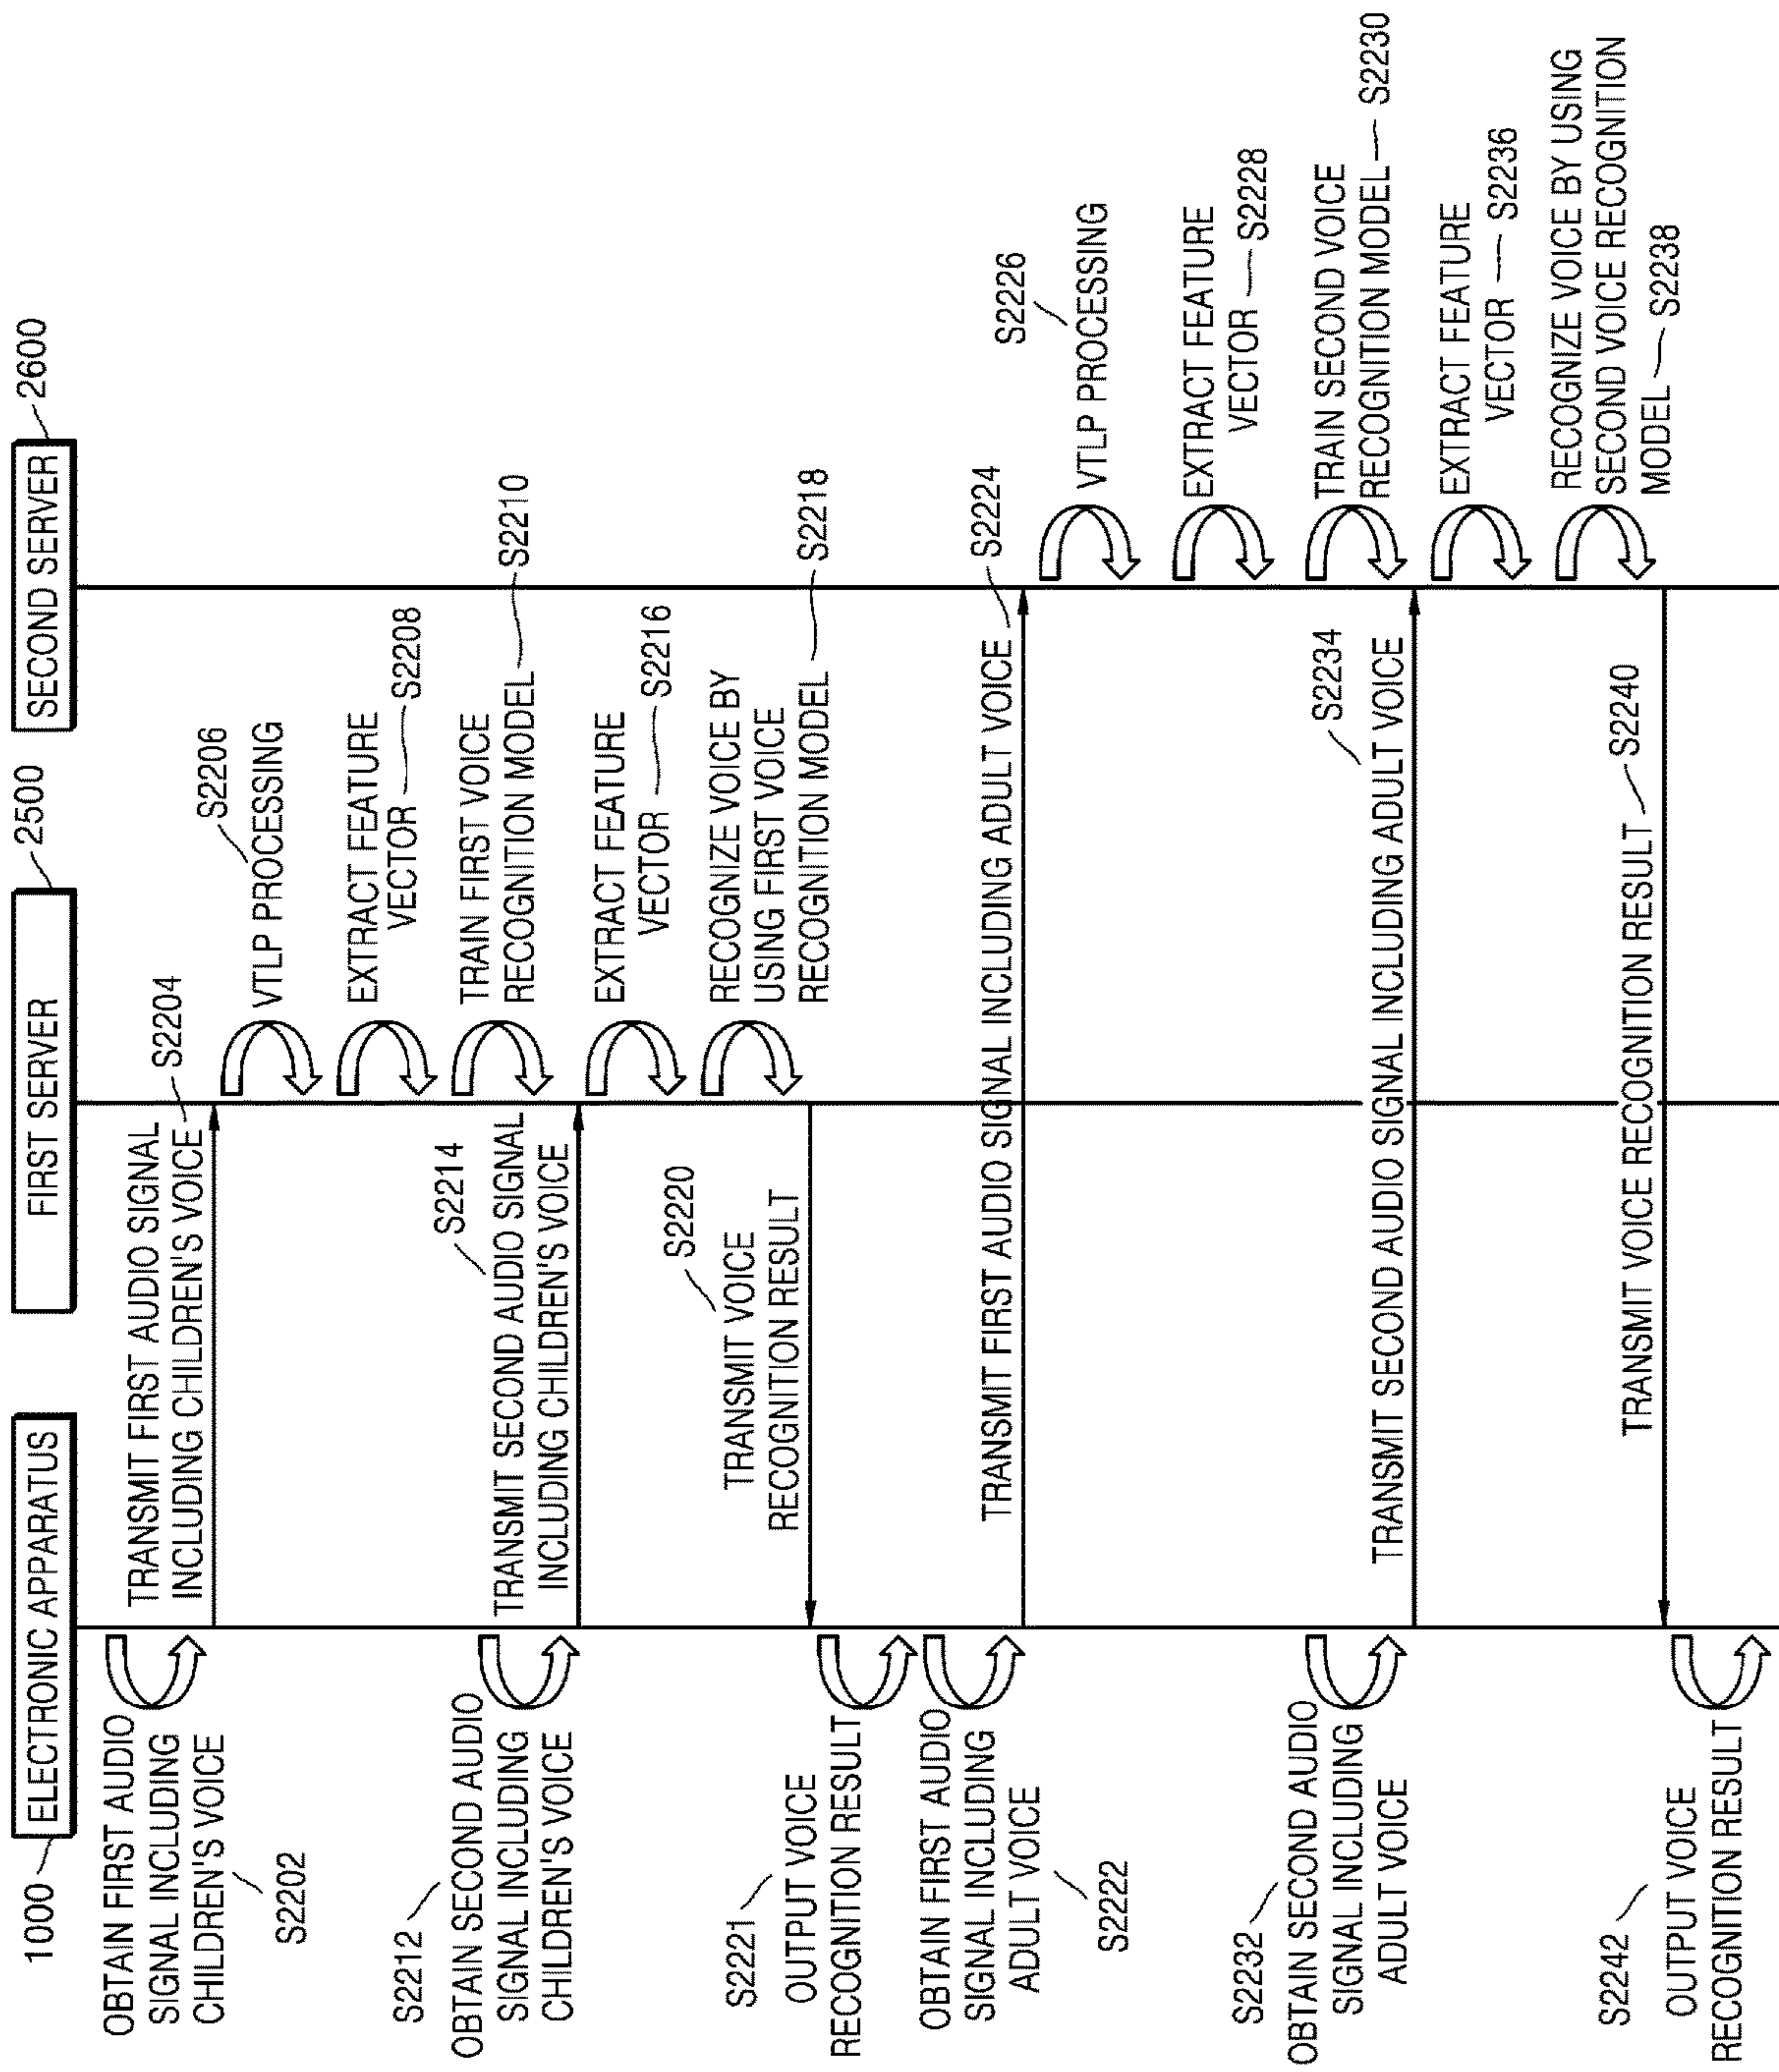 1000
ELECTRONIC APPARATUS
FIRST SERVER
2500
SECOND SERVER
2600
OBTAIN FIRST AUDIO
SIGNAL INCLUDING
CHILDREN'S VOICE
S2202
TRANSMIT FIRST AUDIO SIGNAL
INCLUDING CHILDREN'S VOICE
S2204
S2206
VTLP PROCESSING
EXTRACT FEATURE
VECTOR
S2208
TRAIN FIRST VOICE
RECOGNITION MODEL
S2210
S2212
OBTAIN SECOND AUDIO
SIGNAL INCLUDING
CHILDREN'S VOICE
S2214
TRANSMIT SECOND AUDIO SIGNAL
INCLUDING CHILDREN'S VOICE
EXTRACT FEATURE
VECTOR
S2216
RECOGNIZE VOICE BY
USING FIRST VOICE
RECOGNITION MODEL
S2218
S2220
TRANSMIT VOICE
RECOGNITION RESULT
S2221
OUTPUT VOICE
RECOGNITION RESULT
OBTAIN FIRST AUDIO
SIGNAL INCLUDING
ADULT VOICE
S2222
TRANSMIT FIRST AUDIO SIGNAL INCLUDING ADULT VOICE
S2224
S2226
VTLP PROCESSING
EXTRACT FEATURE
VECTOR
S2228
TRAIN SECOND VOICE
RECOGNITION MODEL
S2230
S2232
OBTAIN SECOND AUDIO
SIGNAL INCLUDING
ADULT VOICE
S2234
TRANSMIT SECOND AUDIO SIGNAL INCLUDING ADULT VOICE
EXTRACT FEATURE
VECTOR
S2236
RECOGNIZE VOICE BY USING
SECOND VOICE RECOGNITION
MODEL
S2238
TRANSMIT VOICE RECOGNITION RESULT
S2240
S2242
OUTPUT VOICE
RECOGNITION RESULT